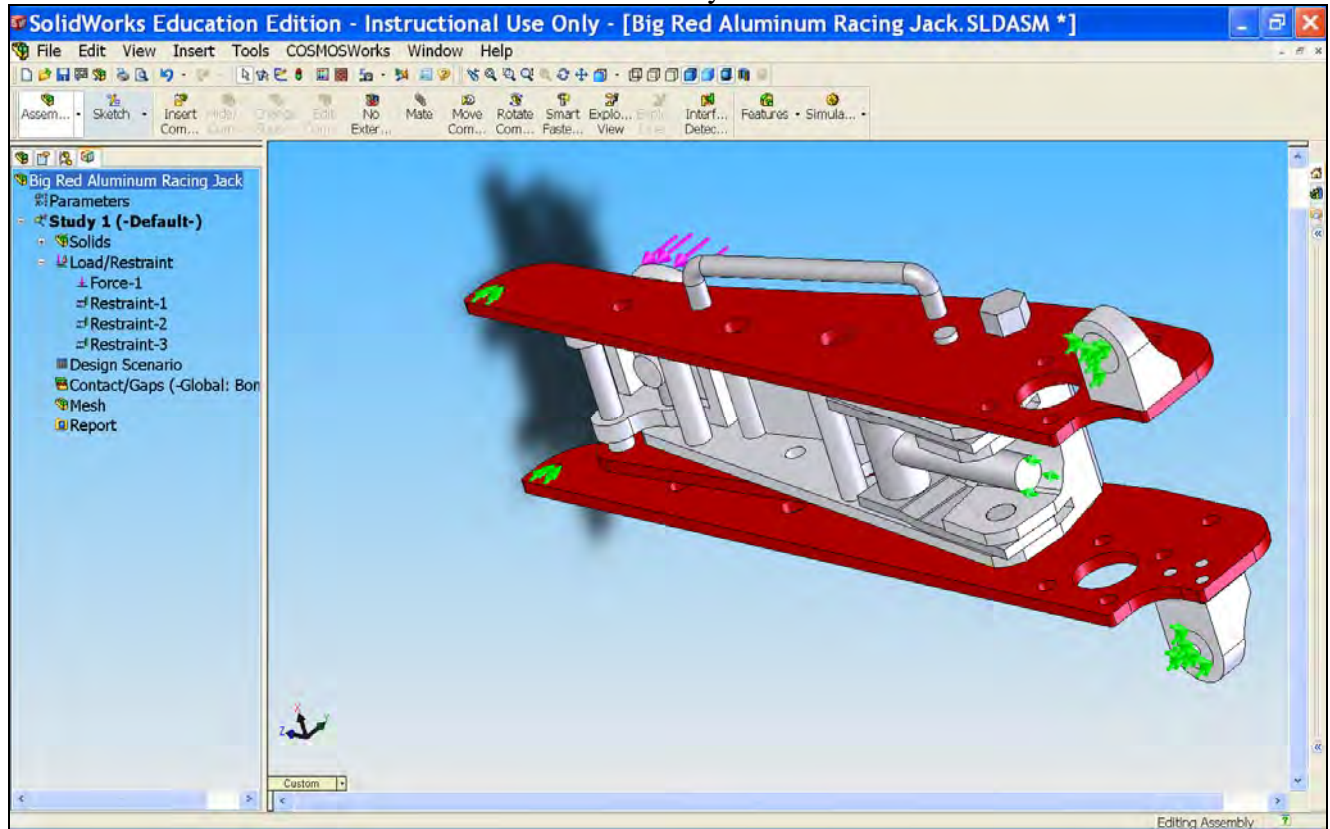 SolidWorks Education Edition - Instructional Use Only - [Big Red Aluminum Racing Jack.SLDASM *]
File Edit View Insert Tools COSMOSWorks Window Help
Assem... Sketch Insert Com... No Exter... Mate Move Com... Rotate Com... Smart Faste... Explo... View Interf... Detec... Features Simula...
Big Red Aluminum Racing Jack
Parameters
Study 1 (-Default-)
Solids
Load/Restraint
Force-1
Restraint-1
Restraint-2
Restraint-3
Design Scenario
Contact/Gaps (-Global: Bon
Mesh
Report
X
Y
Z
Custom
Editing Assembly